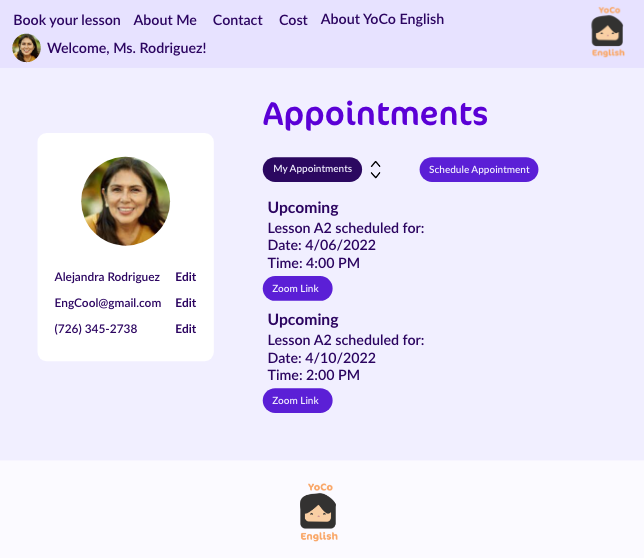 Book your lesson About Me Contact Cost About YoCo English
YoCo
English
Welcome, Ms. Rodriguez!
Appointments
My Appointments Schedule Appointment
Alejandra Rodriguez Edit
EngCool@gmail.com Edit
(726) 345-2738 Edit
Upcoming
Lesson A2 scheduled for:
Date: 4/06/2022
Time: 4:00 PM
Zoom Link
Upcoming
Lesson A2 scheduled for:
Date: 4/10/2022
Time: 2:00 PM
Zoom Link
YoCo
English